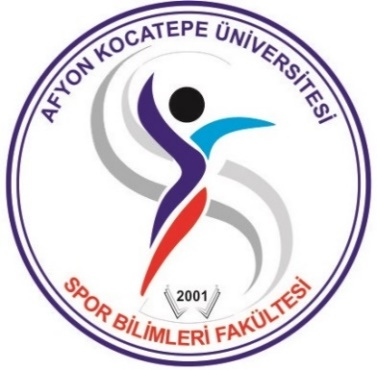 AFYON KOCATEPE ÜNİVERSİTESİ
2001
SPOR BİLİMLERİ FAKÜLTESİ